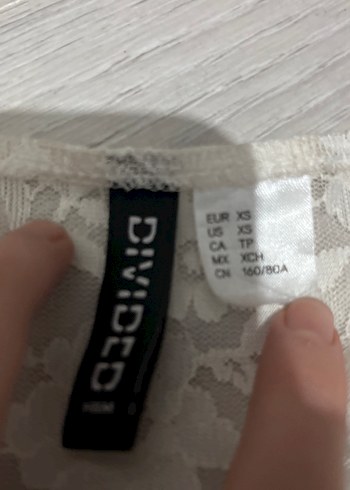 DIVIDED
H&M
EUR XS
US XS
CA TP
MX XCH
CN 160/80A